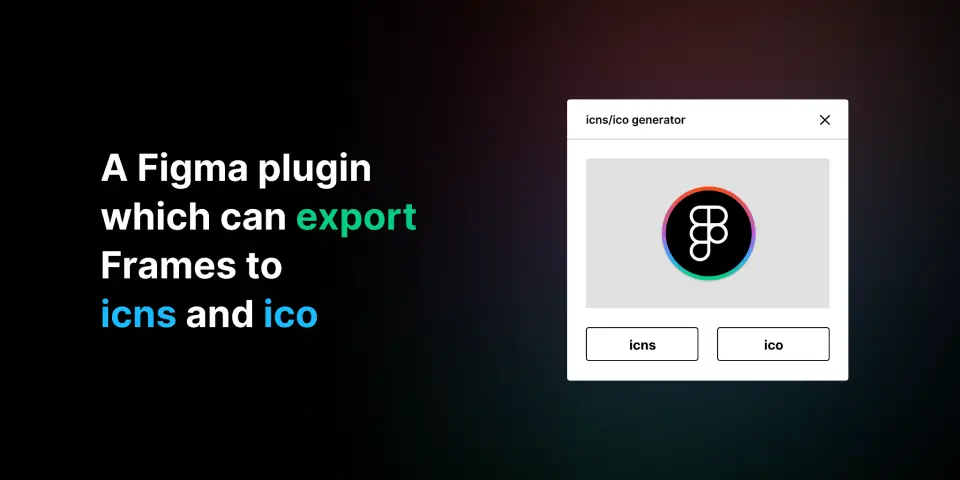 A Figma plugin
which can export
Frames to
icns and ico
icns/ico generator
icns
ico